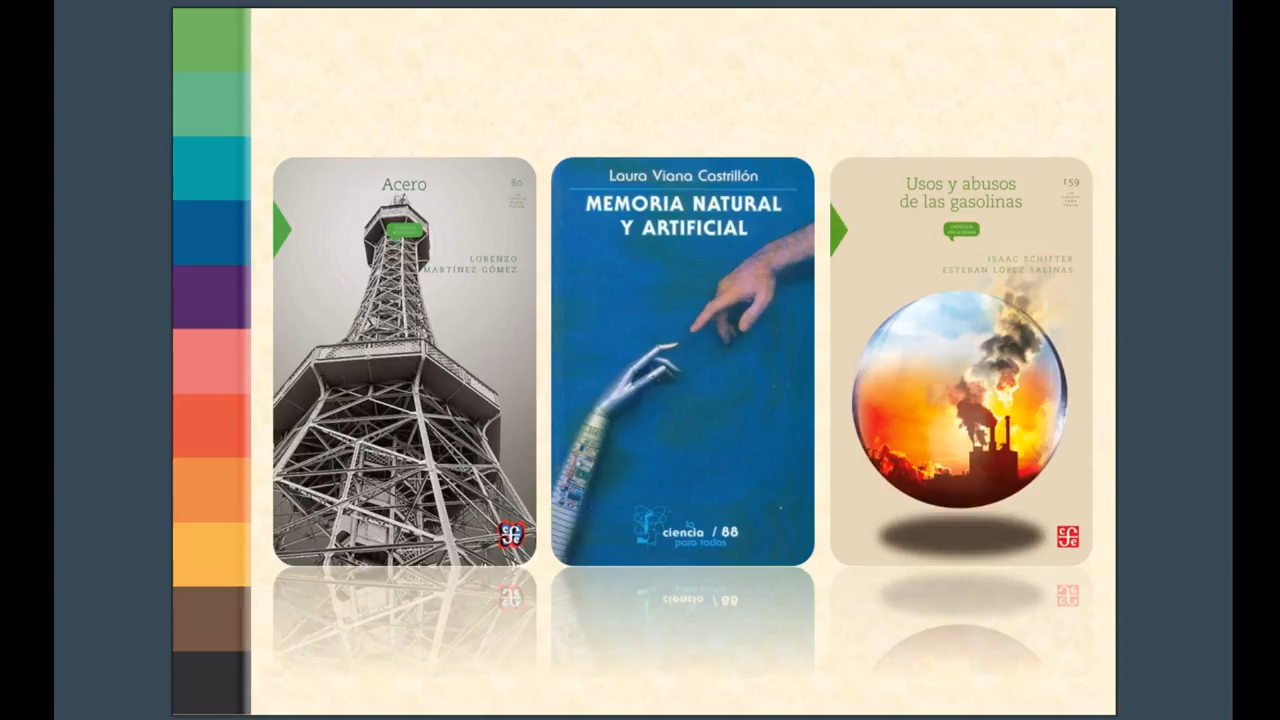 Acero
80
LORENZO
MARTÍNEZ GÓMEZ
Laura Viana Castrillón
MEMORIA NATURAL
Y ARTIFICIAL
la
ciencia / 88
para todos
Usos y abusos
de las gasolinas
159
ISAAC SCHIFTER
ESTEBAN LÓPEZ SALINAS